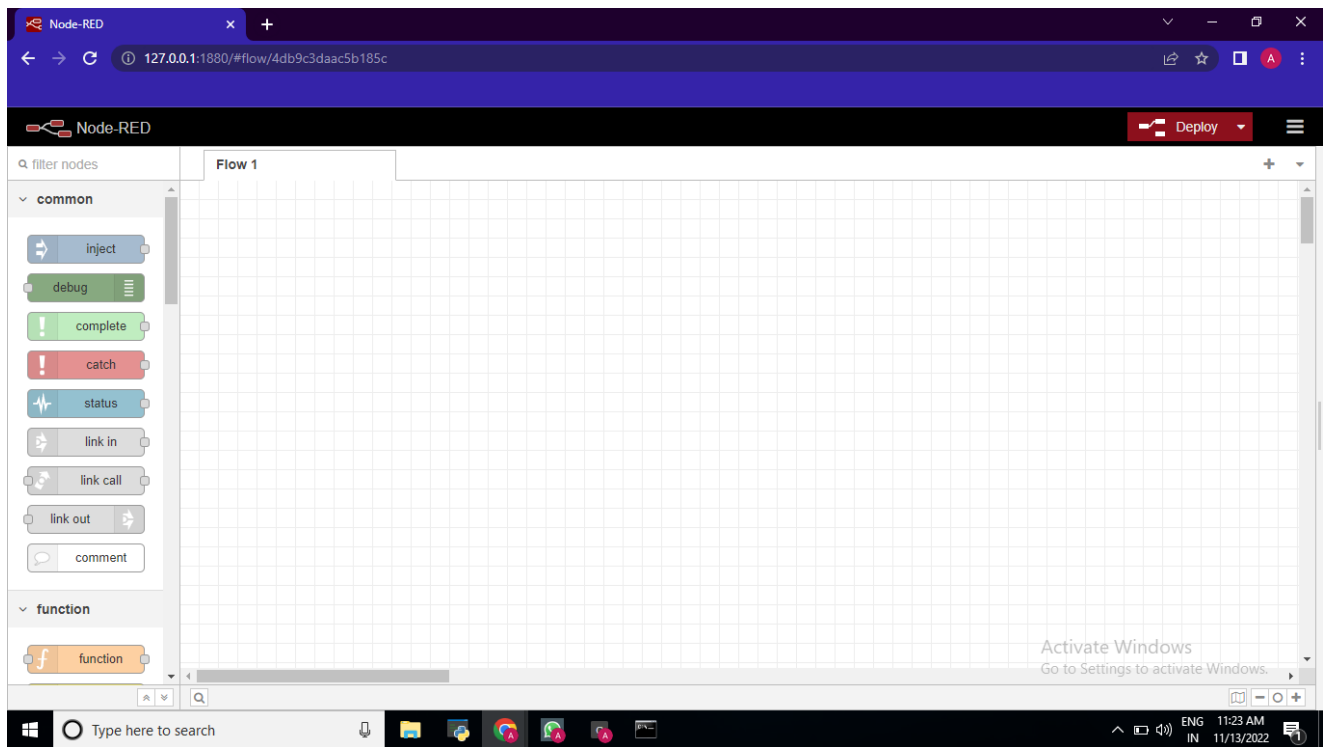 Node-RED
127.0.0.1:1880/#flow/4db9c3daac5b185c
A
Node-RED
Deploy
filter nodes
Flow 1
common
inject
debug
complete
catch
status
link in
link call
link out
comment
function
function
Activate Windows
Go to Settings to activate Windows.
Type here to search
ENG 11:23 AM
IN 11/13/2022
1